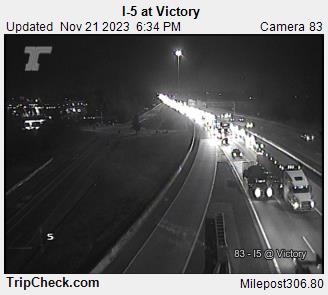 I-5 at Victory
Updated Nov 21 2023 6:34 PM Camera 83
T
S
83 - I5 @ Victory
TripCheck.com Milepost306.80